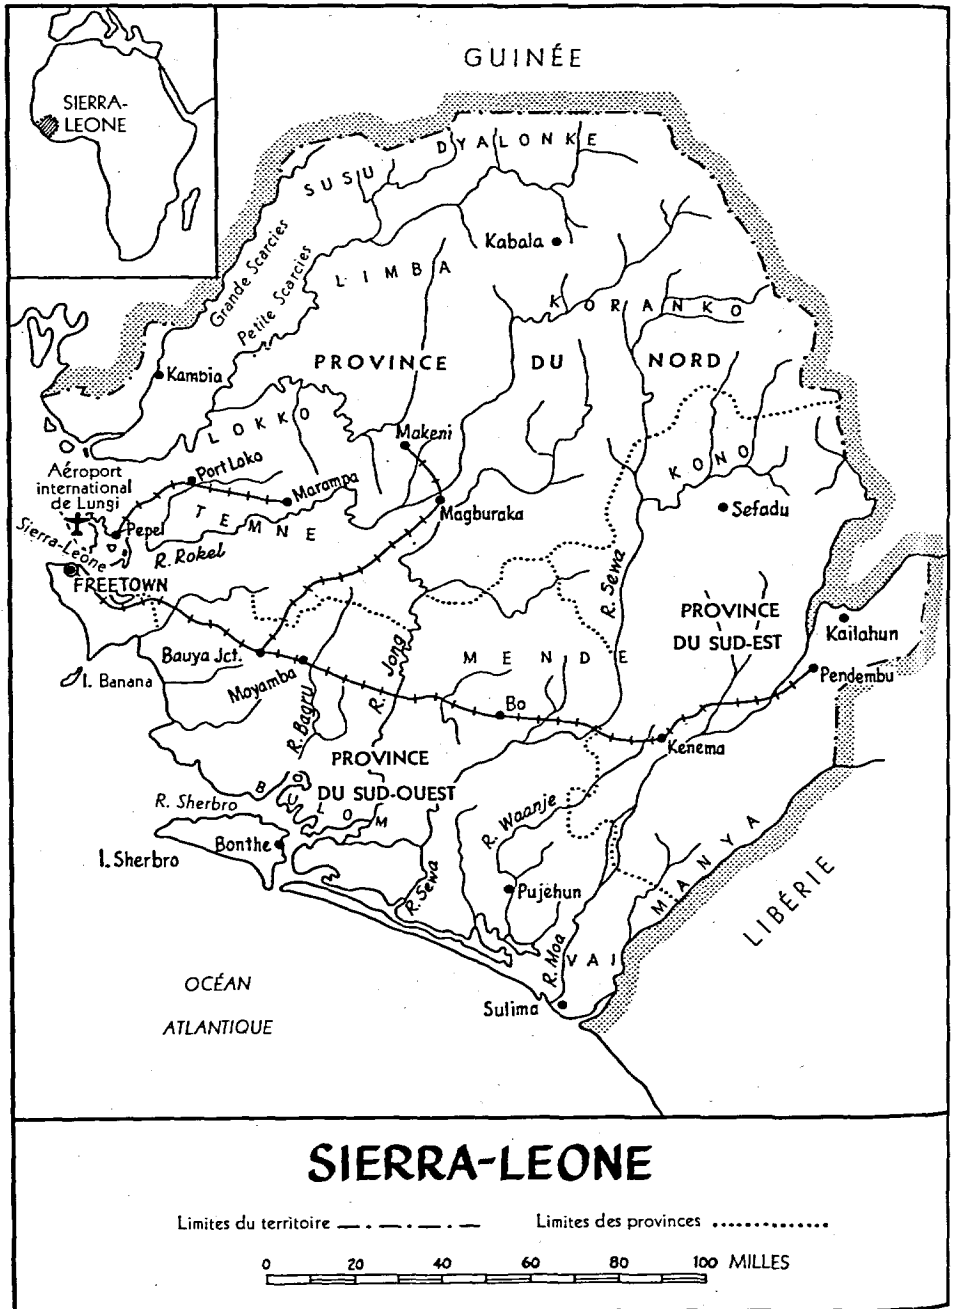 GUINÉE
SIERRA-
LEONE
DYALONKE
SUSU
Grande Scarcies
Petite Scarcies
Kabala
LIMBA
KORANKO
PROVINCE DU NORD
Kambia
LOKKO
Makeni
KONO
Aéroport
international
de Lungi
Port Loko
Marampa
Magburaka
Sefadu
TEMNE
Pepel
Sierra-Leone
R. Rokel
FREETOWN
R. Sewa
PROVINCE
DU SUD-EST
Kailahun
Bauya Jct.
I. Banana
Moyamba
R. Jong
MENDE
Pendembu
R. Bagru
Bo
Kenema
PROVINCE
DU SUD-OUEST
BULLOM
R. Sherbro
R. Waanje
I. Sherbro
Bonthe
R. Sewa
Pujehun
MANYA
LIBÉRIE
R. Moa
VAI
Sulima
OCÉAN
ATLANTIQUE
SIERRA-LEONE
Limites du territoire
Limites des provinces
0 20 40 60 80 100 MILLES